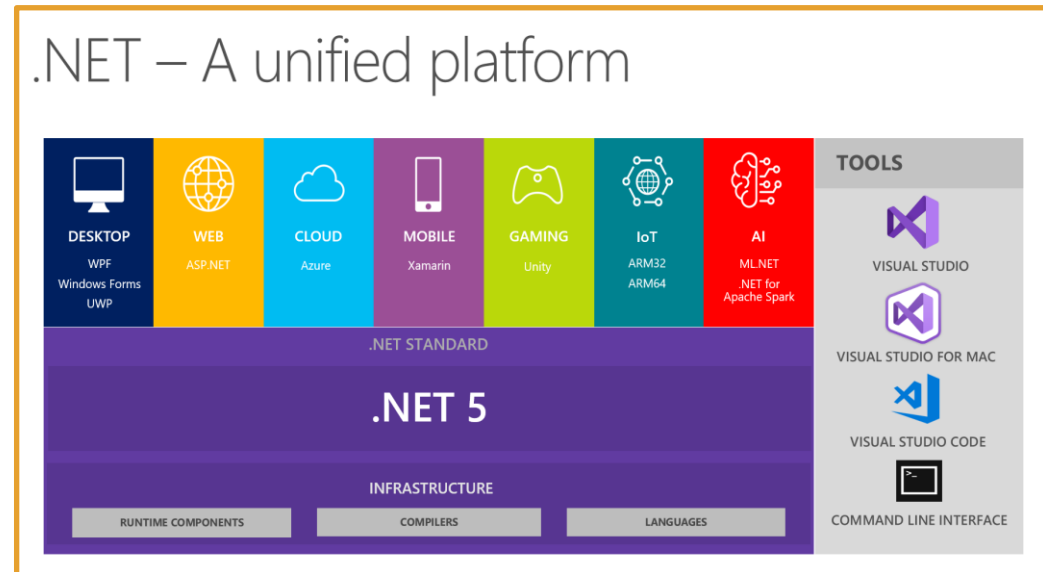 .NET – A unified platform
DESKTOP
WPF
Windows Forms
UWP
WEB
ASP.NET
CLOUD
Azure
MOBILE
Xamarin
GAMING
Unity
IoT
ARM32
ARM64
AI
ML.NET
.NET for
Apache Spark
.NET STANDARD
.NET 5
INFRASTRUCTURE
RUNTIME COMPONENTS
COMPILERS
LANGUAGES
TOOLS
VISUAL STUDIO
VISUAL STUDIO FOR MAC
VISUAL STUDIO CODE
>_
COMMAND LINE INTERFACE